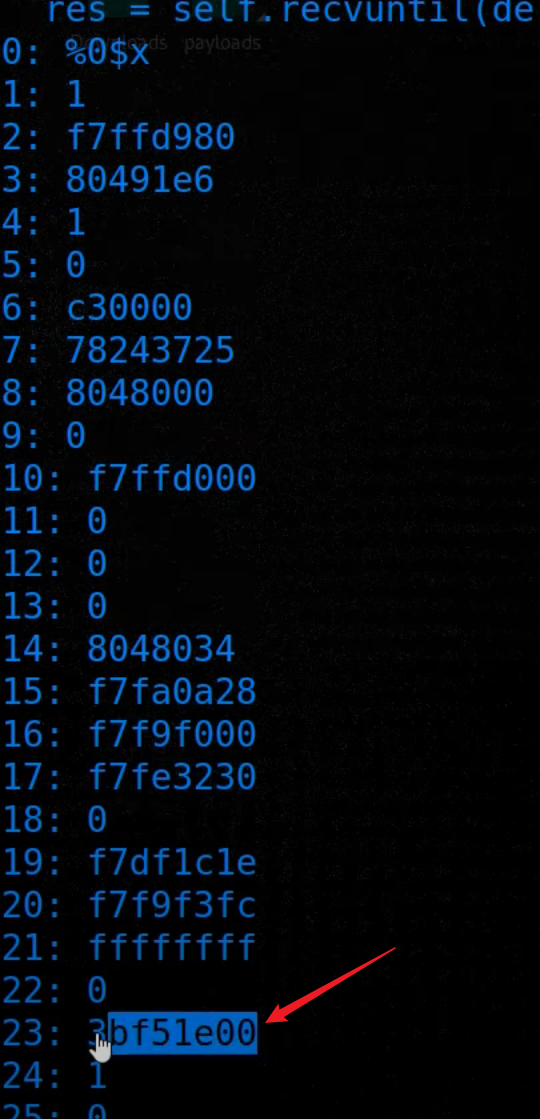 res = self.recvuntil(de
Downloads payloads
0: %0$x
1: 1
2: f7ffd980
3: 80491e6
4: 1
5: 0
6: c30000
7: 78243725
8: 8048000
9: 0
10: f7ffd000
11: 0
12: 0
13: 0
14: 8048034
15: f7fa0a28
16: f7f9f000
17: f7fe3230
18: 0
19: f7df1c1e
20: f7f9f3fc
21: ffffffff
22: 0
23: 3bf51e00
24: 1
25: 0